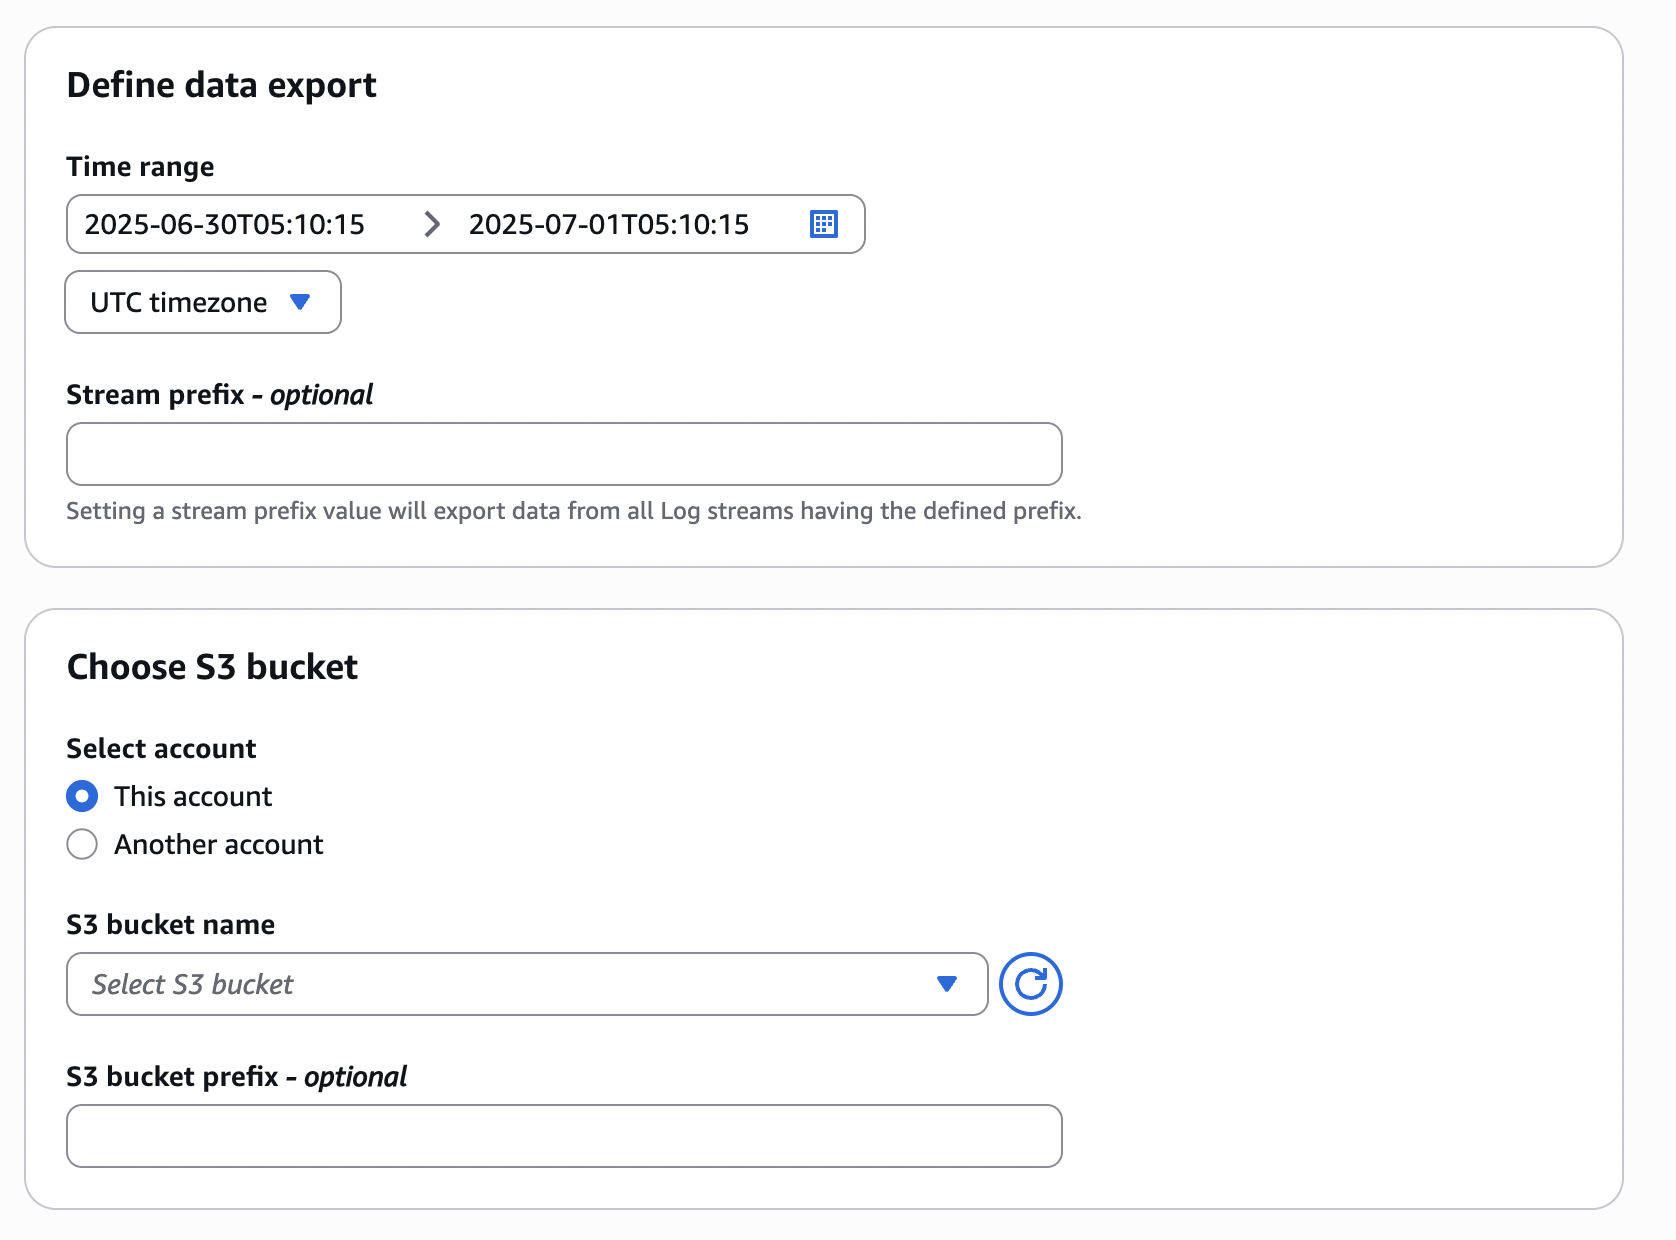 Define data export
Time range
2025-06-30T05:10:15 2025-07-01T05:10:15
UTC timezone
Stream prefix - optional
Setting a stream prefix value will export data from all Log streams having the defined prefix.
Choose S3 bucket
Select account
This account
Another account
S3 bucket name
Select S3 bucket
S3 bucket prefix - optional